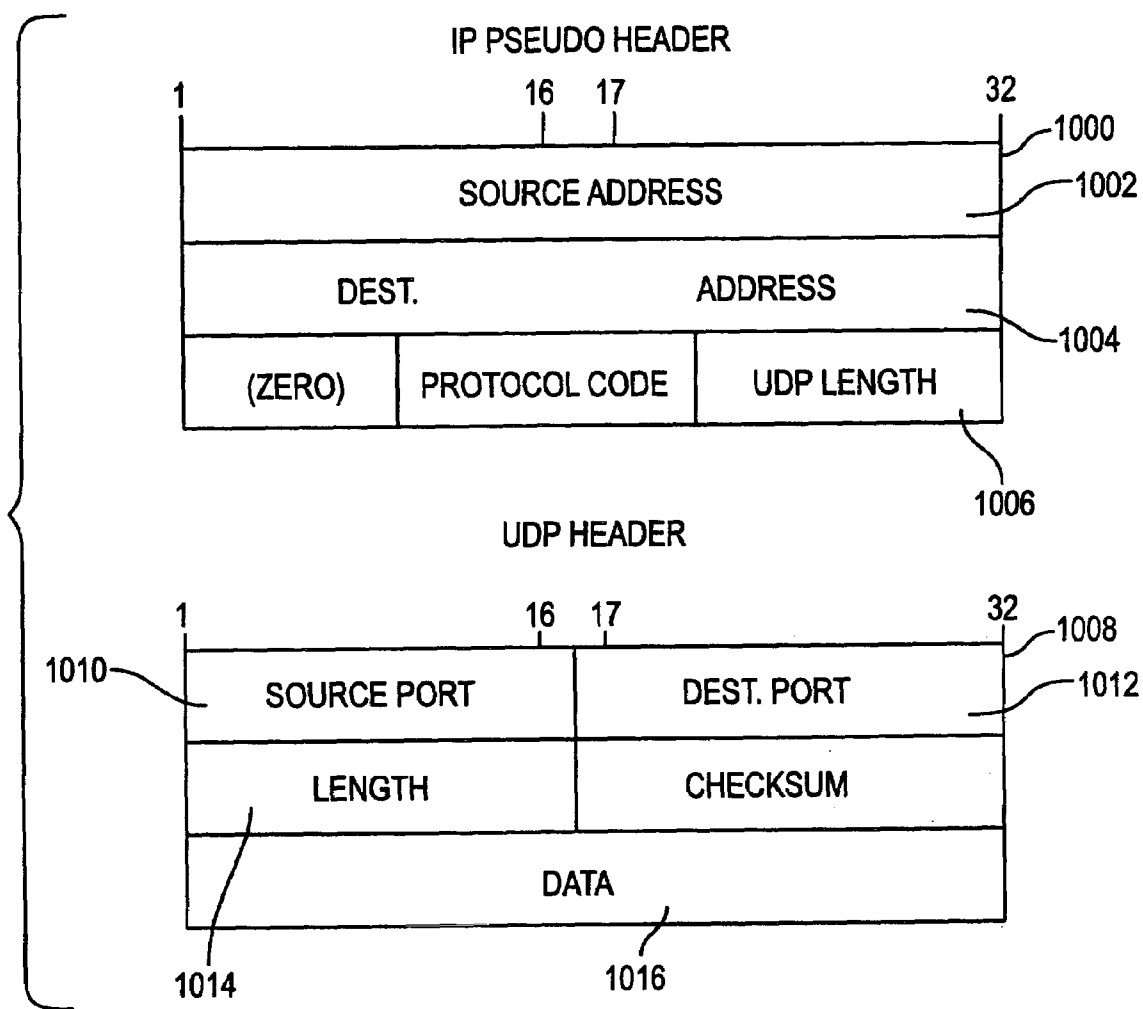 IP PSEUDO HEADER
1 16 17 32
1000
SOURCE ADDRESS 1002
DEST. ADDRESS
1004
(ZERO) PROTOCOL CODE UDP LENGTH
1006
UDP HEADER
1 16 17 32
1008
1010 SOURCE PORT DEST. PORT 1012
LENGTH CHECKSUM
DATA
1014 1016